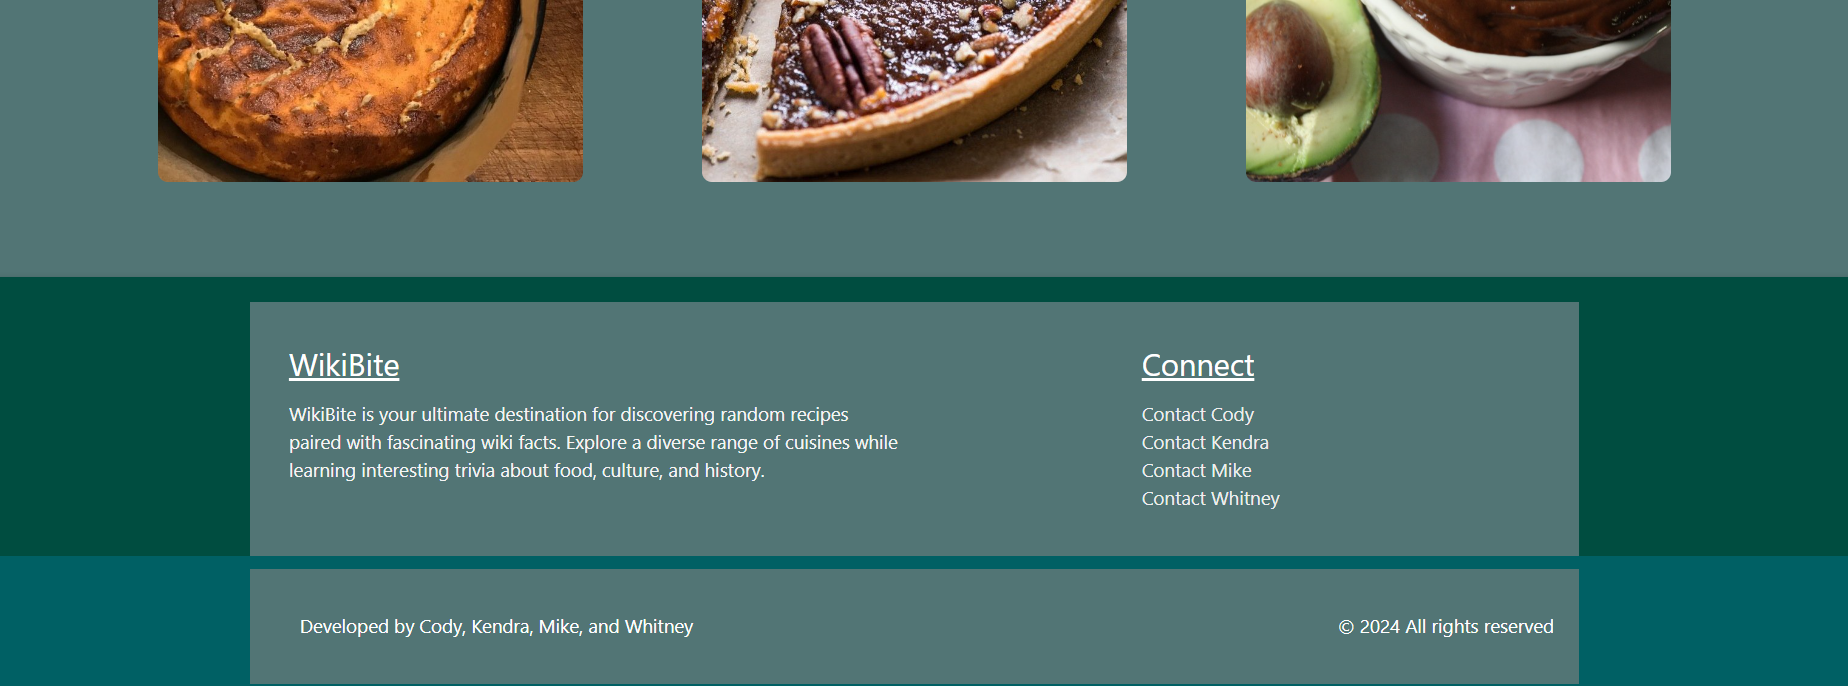 WikiBite
WikiBite is your ultimate destination for discovering random recipes
paired with fascinating wiki facts. Explore a diverse range of cuisines while
learning interesting trivia about food, culture, and history.
Connect
Contact Cody
Contact Kendra
Contact Mike
Contact Whitney
Developed by Cody, Kendra, Mike, and Whitney
© 2024 All rights reserved